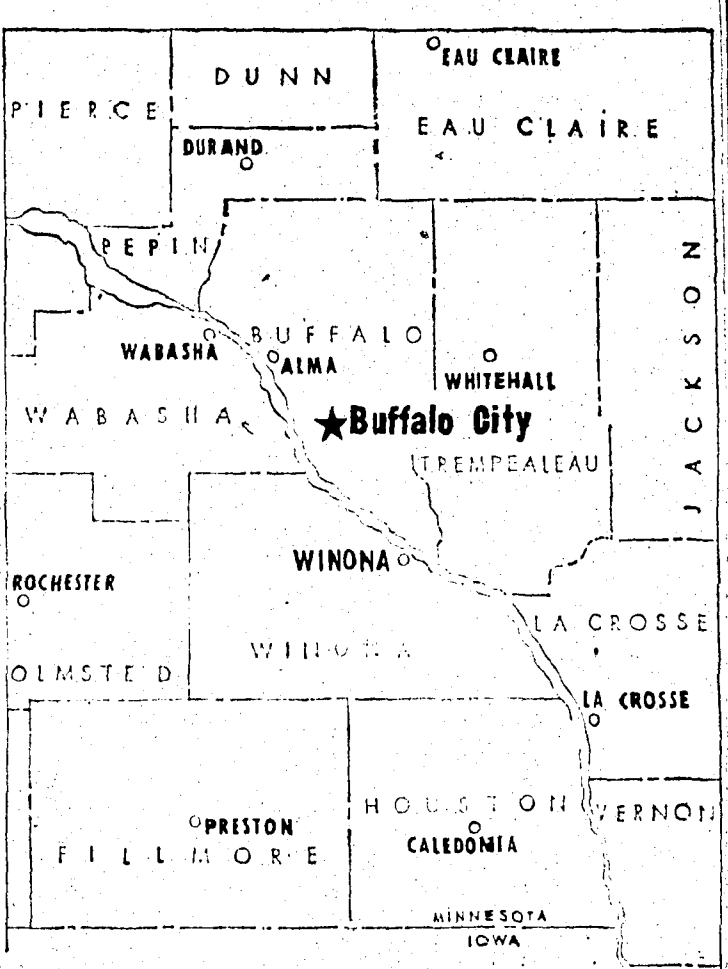 EAU CLAIRE
DUNN
PIERCE
EAU CLAIRE
DURAND
PEPIN
JACKSON
BUFFALO
WABASHA
ALMA
WHITEHALL
WABASHA
Buffalo City
TREMPEALEAU
WINONA
ROCHESTER
LA CROSSE
WINONA
OLMSTED
LA CROSSE
HOUSTON
VERNON
PRESTON
CALEDONIA
FILLMORE
MINNESOTA
IOWA